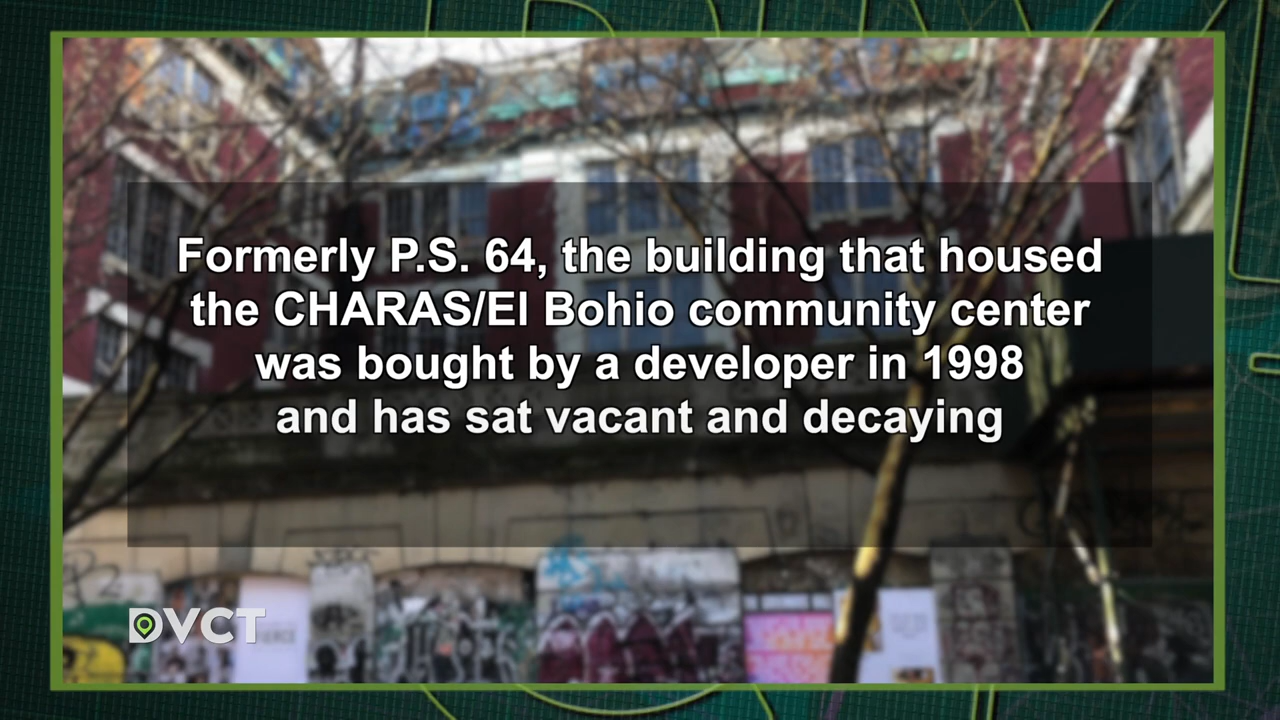 Formerly P.S. 64, the building that housed
the CHARAS/El Bohio community center
was bought by a developer in 1998
and has sat vacant and decaying
DVCT